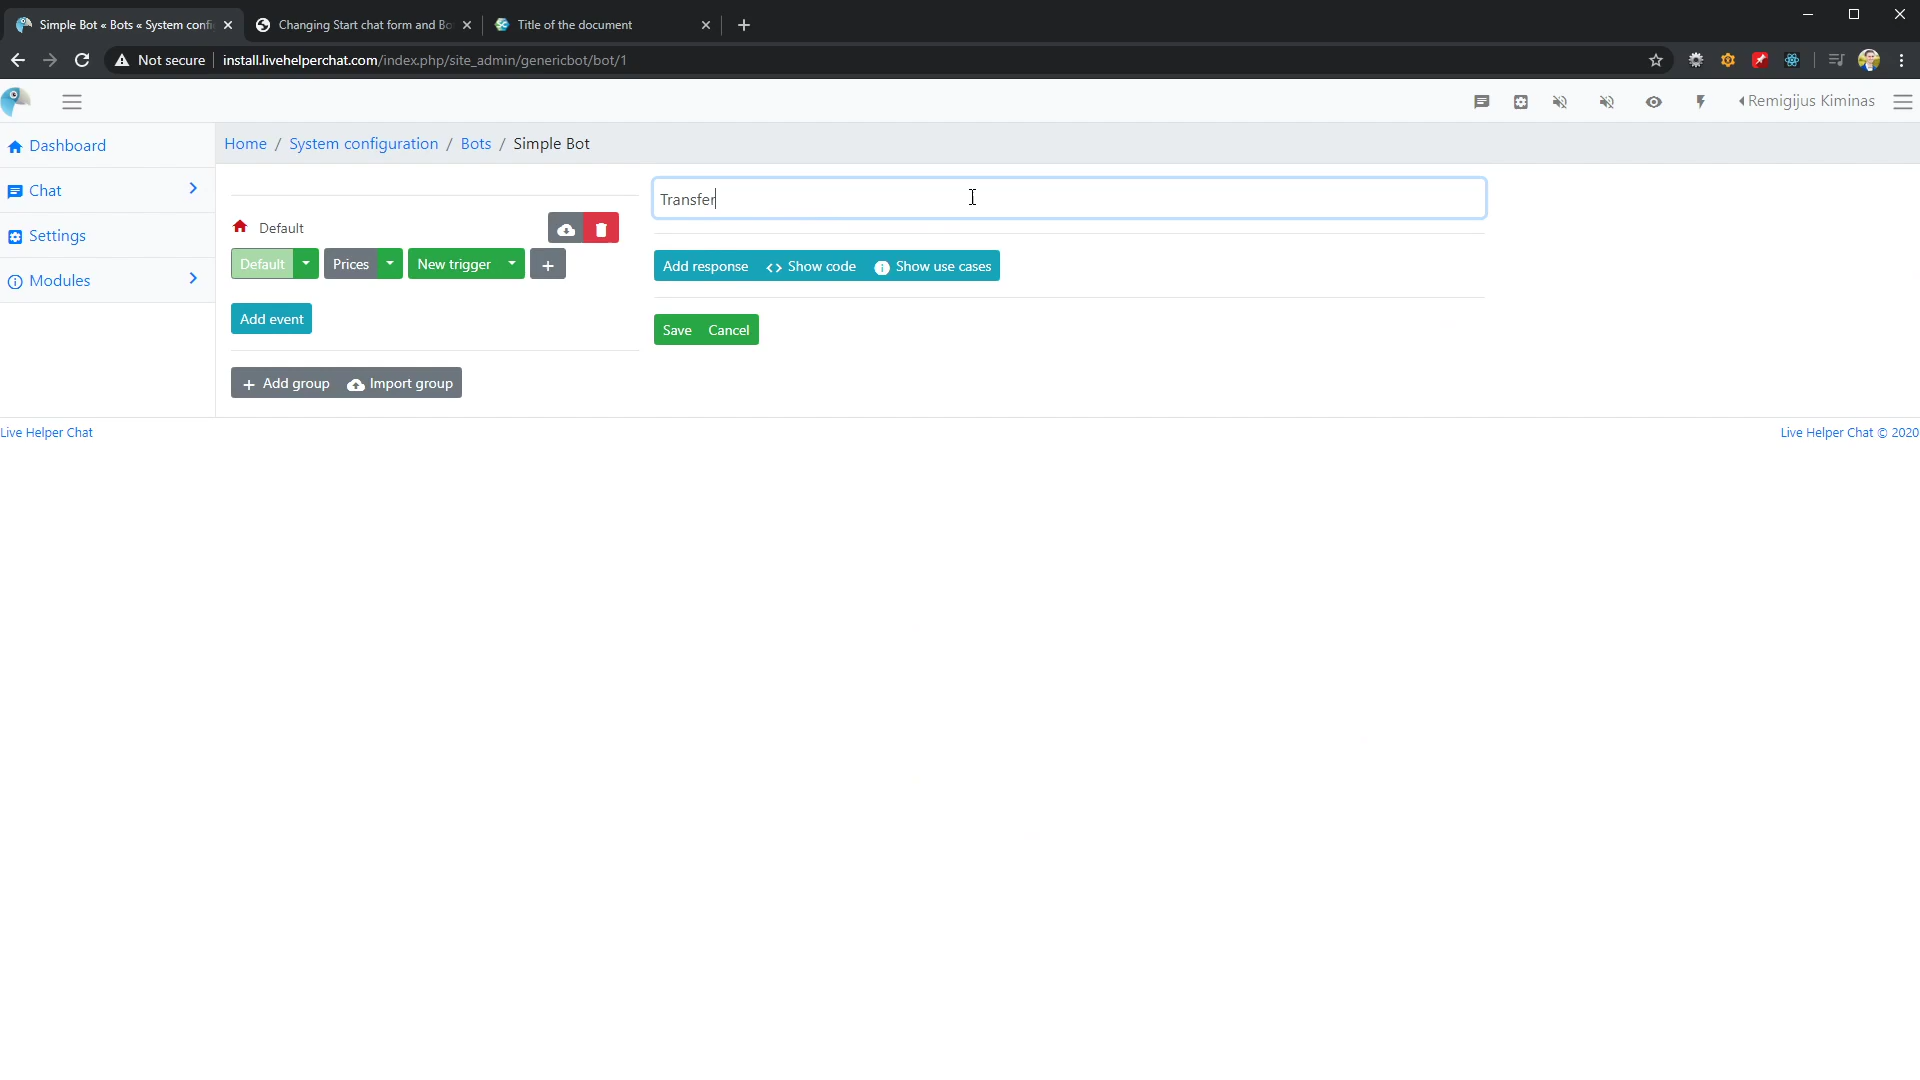 Simple Bot « Bots « System confi
Changing Start chat form and Bo
Title of the document
Not secure
install.livehelperchat.com/index.php/site_admin/genericbot/bot/1
Remigijus Kiminas
Dashboard
Chat
Settings
Modules
Home / System configuration / Bots / Simple Bot
Transfer
Default
Default
Prices
New trigger
Add response
Show code
Show use cases
Add event
Save
Cancel
Add group
Import group
Live Helper Chat
Live Helper Chat © 2020